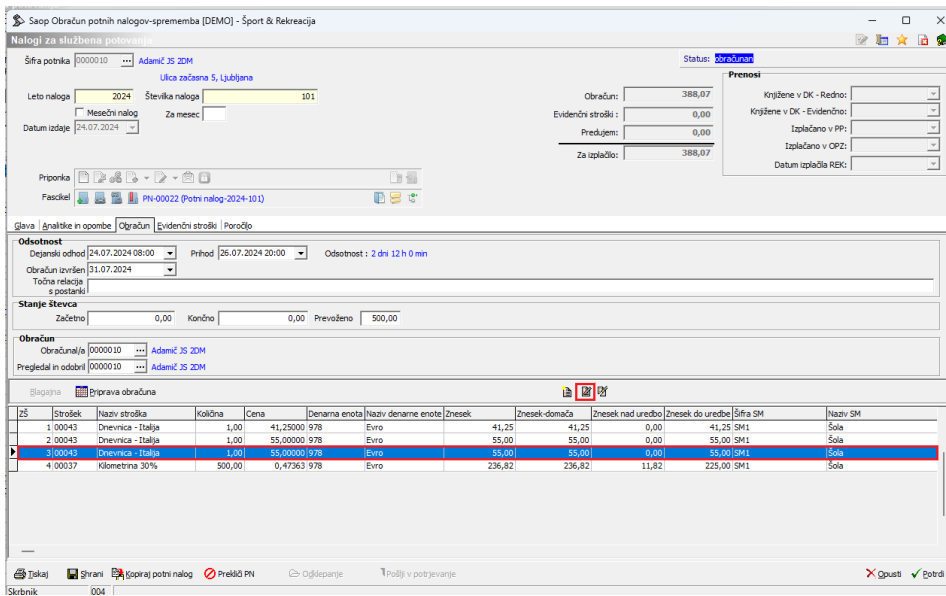 Saop Obračun potnih nalogov-sprememba [DEMO] - Šport & Rekreacija
Nalogi za službena potovanja
Šifra potnika 0000010 ... Adamič JS 2DM
Status: obračunan
Ulica začasna 5, Ljubljana
Prenosi
Leto naloga 2024 Številka naloga 101
Obračun: 388,07
Knjižene v DK - Redno:
Mesečni nalog Za mesec
Evidenčni stroški : 0,00
Knjižene v DK - Evidenčno:
Datum izdaje 24.07.2024
Predujem: 0,00
Izplačano v PP:
Za izplačilo: 388,07
Izplačano v OPZ:
Datum izplačila REK:
Priponka
Fascikel PN-00022 (Potni nalog-2024-101)
Glava Analitike in opombe Obračun Evidenčni stroški Poročilo
Odsotnost
Dejanski odhod 24.07.2024 08:00 Prihod 26.07.2024 20:00 Odsotnost : 2 dni 12 h 0 min
Obračun izvršen 31.07.2024
Točna relacija
s postanki
Stanje števca
Začetno 0,00 Končno 0,00 Prevoženo 500,00
Obračun
Obračunal/a 0000010 ... Adamič JS 2DM
Pregledal in odobril 0000010 ... Adamič JS 2DM
Blagajna Priprava obračuna
ZŠ Strošek Naziv stroška Količina Cena Denarna enota Naziv denarne enote Znesek Znesek-domača Znesek nad uredbo Znesek do uredbe Šifra SM Naziv SM
1 00043 Dnevnica - Italija 1,00 41,25000 978 Evro 41,25 41,25 0,00 41,25 SM1 Šola
2 00043 Dnevnica - Italija 1,00 55,00000 978 Evro 55,00 55,00 0,00 55,00 SM1 Šola
3 00043 Dnevnica - Italija 1,00 55,00000 978 Evro 55,00 55,00 0,00 55,00 SM1 Šola
4 00037 Kilometrina 30% 500,00 0,47363 978 Evro 236,82 236,82 11,82 225,00 SM1 Šola
Tiskaj Shrani Kopiraj potni nalog Prekliči PN Odklepanje Pošlji v potrjevanje Opusti Potrdi
Skrbnik 004